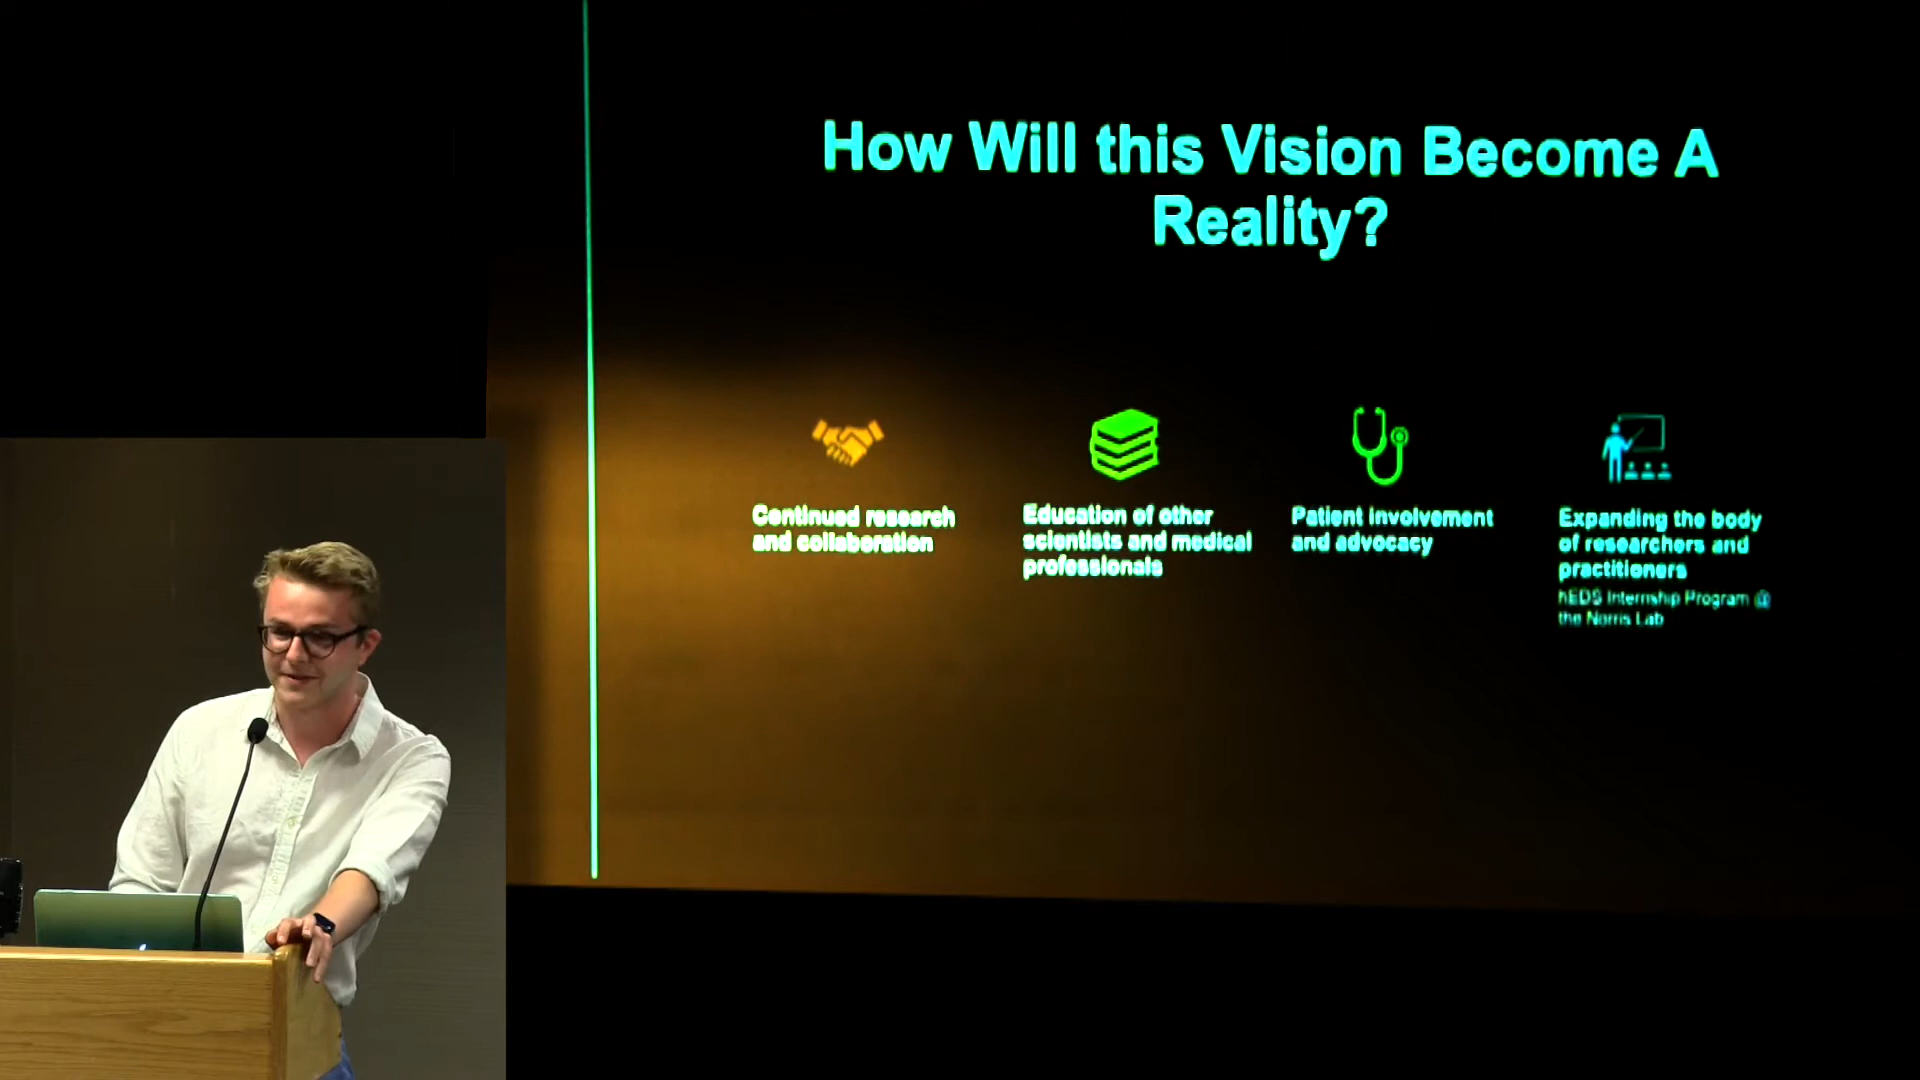 How Will this Vision Become A
Reality?
Continued research
and collaboration
Education of other
scientists and medical
professionals
Patient involvement
and advocacy
Expanding the body
of researchers and
practitioners
hEDS Internship Program @
the Norris Lab